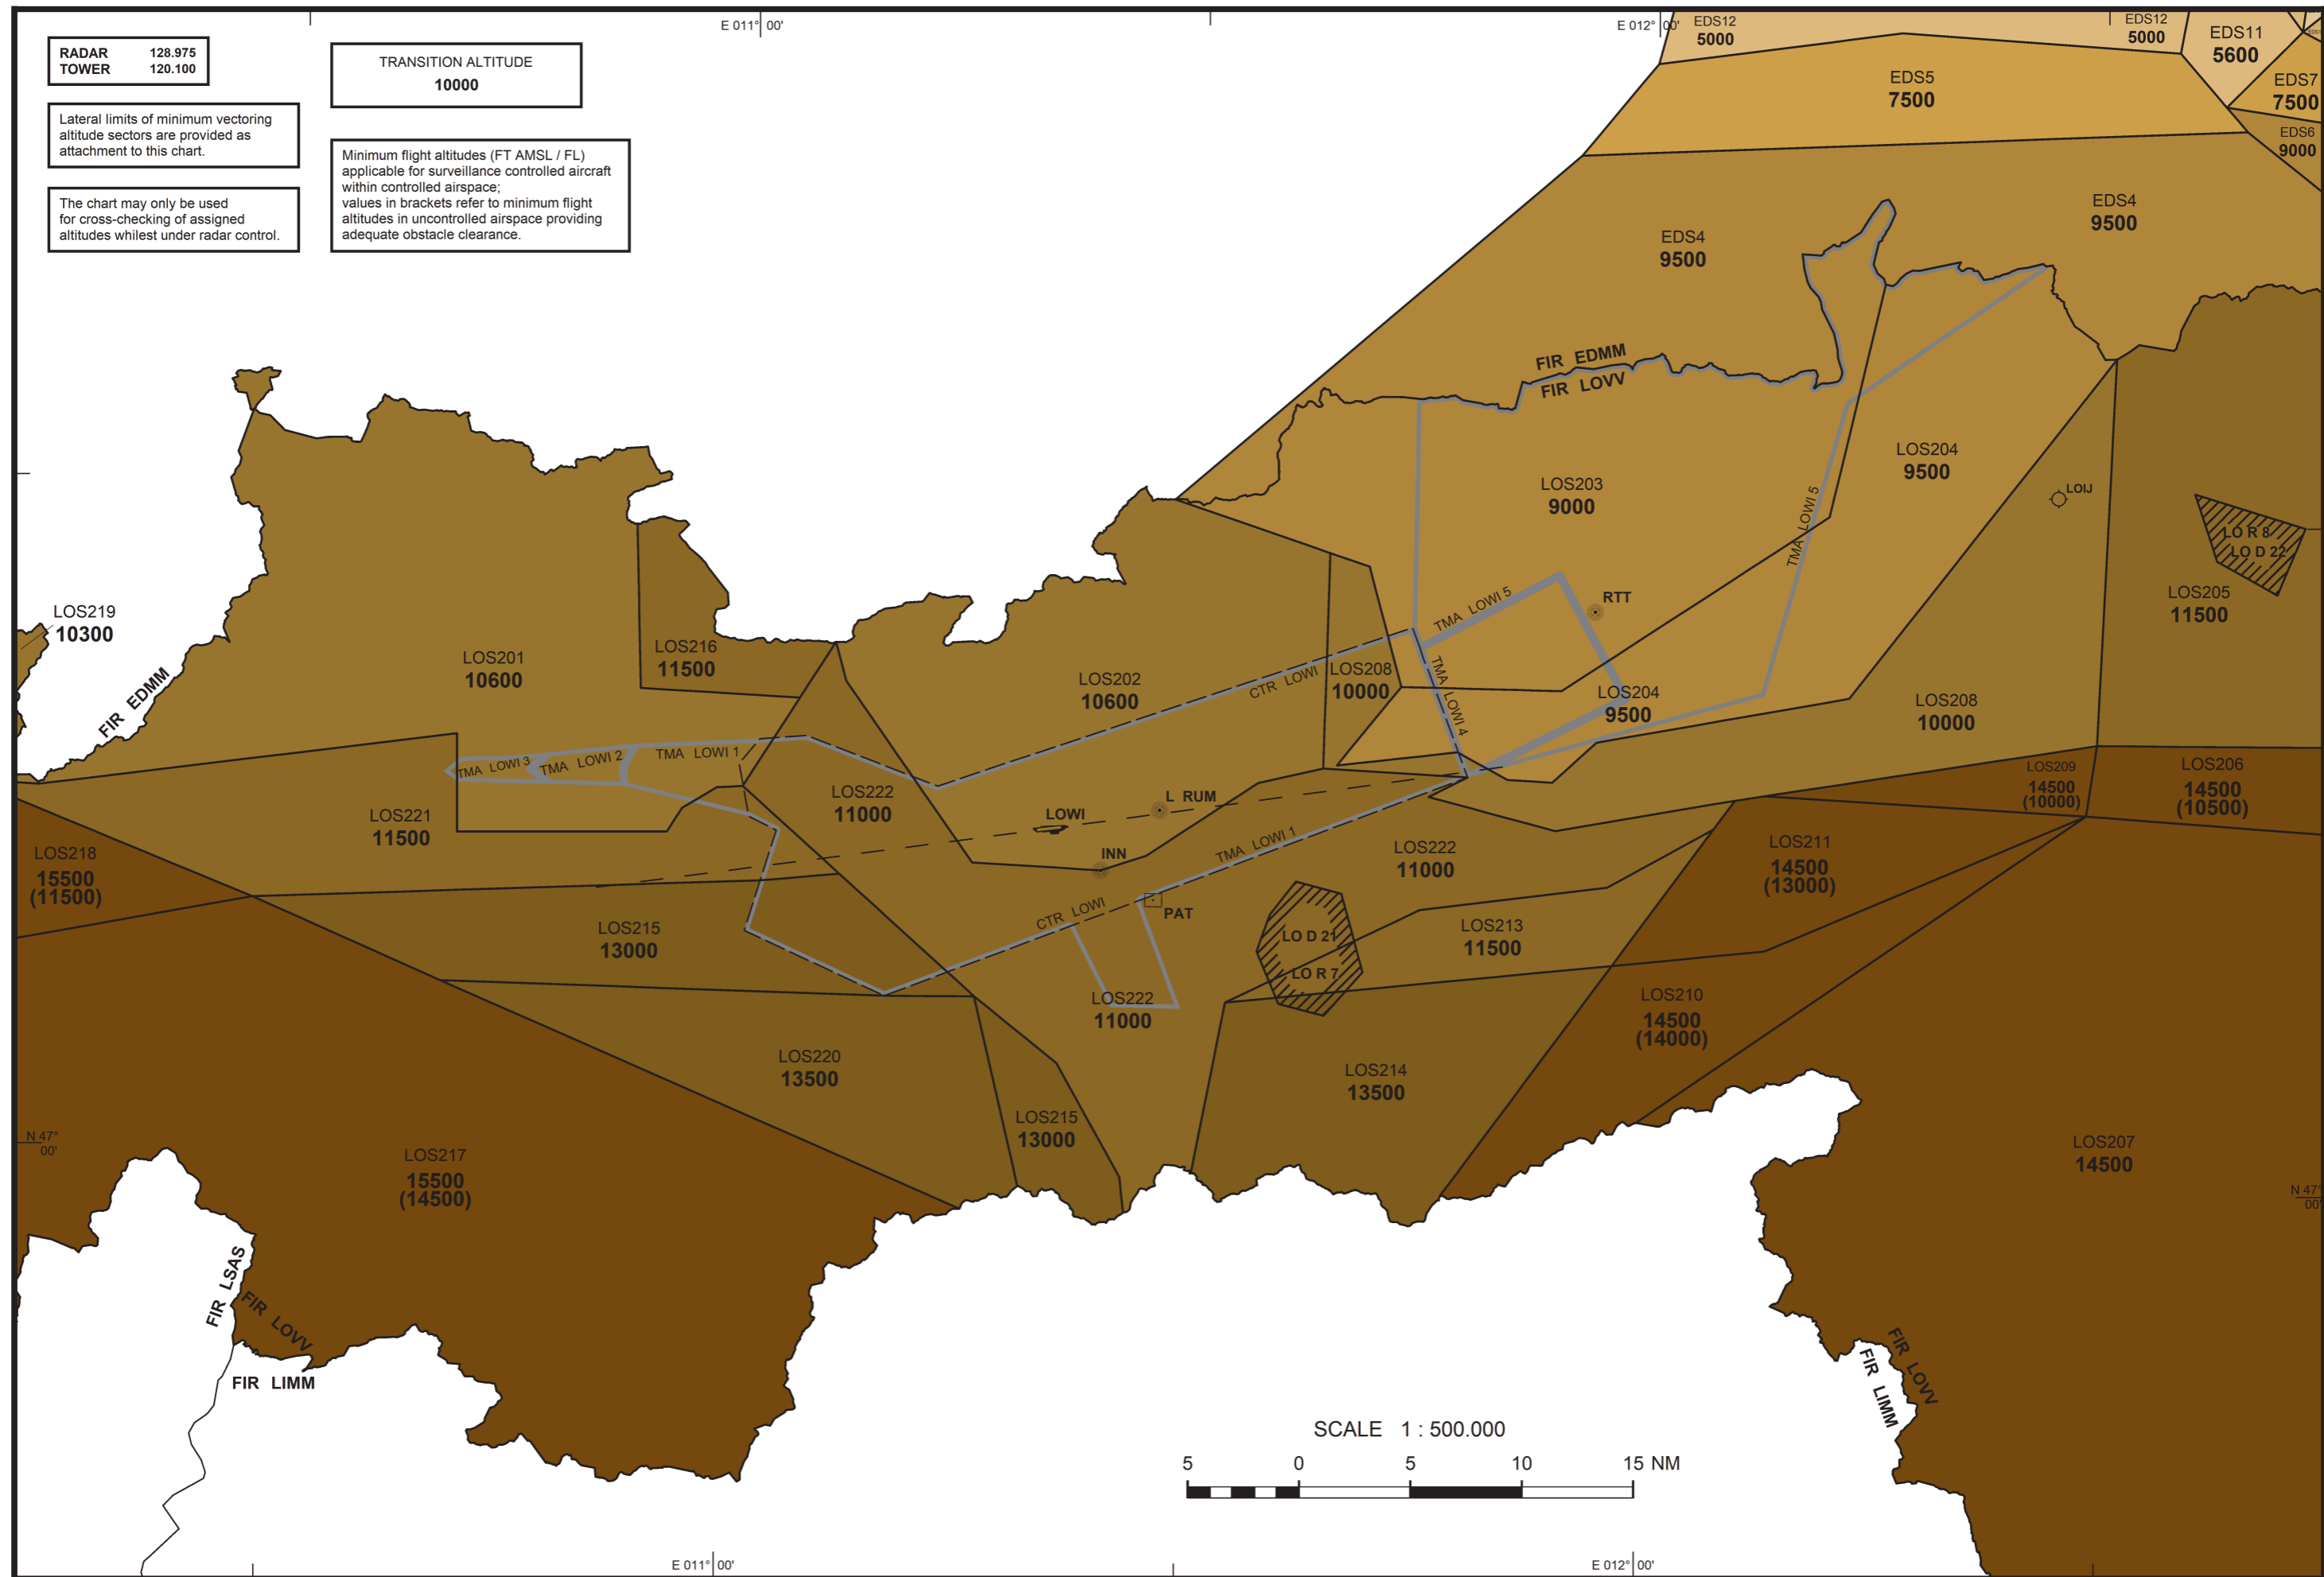 E 011° 00'
E 012° 00'
RADAR 128.975
TOWER 120.100
TRANSITION ALTITUDE
10000
Lateral limits of minimum vectoring
altitude sectors are provided as
attachment to this chart.
Minimum flight altitudes (FT AMSL / FL)
applicable for surveillance controlled aircraft
within controlled airspace;
values in brackets refer to minimum flight
altitudes in uncontrolled airspace providing
adequate obstacle clearance.
The chart may only be used
for cross-checking of assigned
altitudes whilest under radar control.
EDS12
5000
EDS12
5000
EDS11
5600
EDS5
7500
EDS7
7500
EDS6
9000
EDS4
9500
EDS4
9500
FIR EDMM
FIR LOVV
LOS203
9000
LOS204
9500
LOIJ
LO R 8
LO D 22
TMA LOWI 5
LOS205
11500
LOS219
10300
TMA LOWI 5
RTT
LOS201
10600
LOS216
11500
FIR EDMM
LOS202
10600
CTR LOWI
LOS208
10000
TMA LOWI 4
LOS204
9500
LOS208
10000
TMA LOWI 3
TMA LOWI 2
TMA LOWI 1
LOS209
14500
(10000)
LOS206
14500
(10500)
LOS221
11500
LOS222
11000
L RUM
LOWI
INN
TMA LOWI 1
LOS222
11000
LOS211
14500
(13000)
LOS218
15500
(11500)
CTR LOWI
PAT
LOS215
13000
LO D 21
LO R 7
LOS213
11500
LOS222
11000
LOS210
14500
(14000)
LOS220
13500
LOS214
13500
LOS215
13000
N 47°
00'
LOS217
15500
(14500)
LOS207
14500
N 47°
00'
FIR LSAS
FIR LOVV
FIR LIMM
FIR LOVV
FIR LIMM
SCALE 1 : 500.000
5 0 5 10 15 NM
E 011° 00'
E 012° 00'